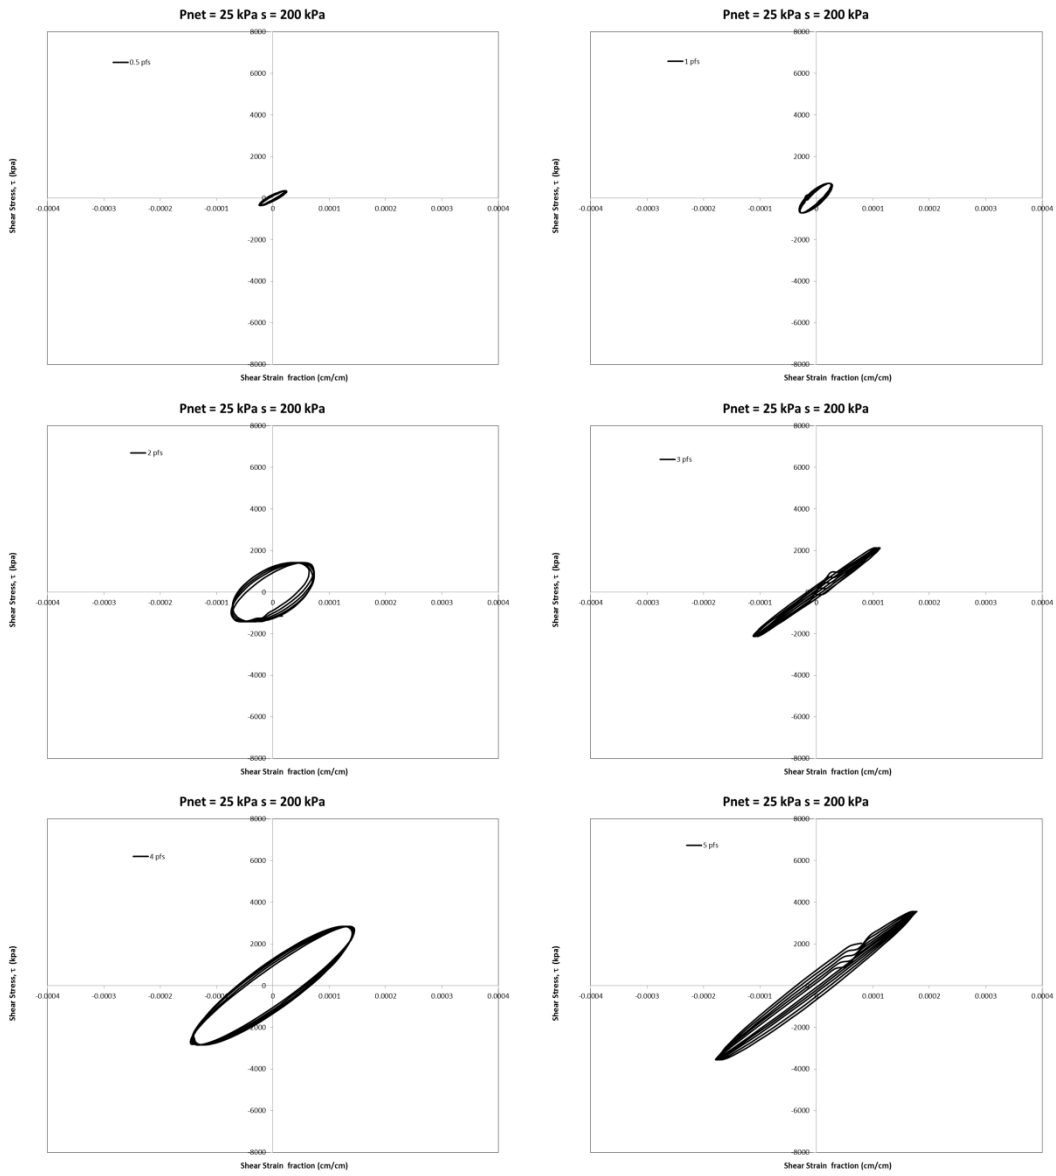 Pnet = 25 kPa s = 200 kPa
8000
0.5 pfs
6000
4000
2000
0
-0.0004 -0.0003 -0.0002 -0.0001 0 0.0001 0.0002 0.0003 0.0004
-2000
-4000
-6000
-8000
Shear Stress, τ (kpa)
Shear Strain fraction (cm/cm)
Pnet = 25 kPa s = 200 kPa
8000
1 pfs
6000
4000
2000
0
-0.0004 -0.0003 -0.0002 -0.0001 0 0.0001 0.0002 0.0003 0.0004
-2000
-4000
-6000
-8000
Shear Stress, τ (kpa)
Shear Strain fraction (cm/cm)
Pnet = 25 kPa s = 200 kPa
8000
2 pfs
6000
4000
2000
0
-0.0004 -0.0003 -0.0002 -0.0001 0 0.0001 0.0002 0.0003 0.0004
-2000
-4000
-6000
-8000
Shear Stress, τ (kpa)
Shear Strain fraction (cm/cm)
Pnet = 25 kPa s = 200 kPa
8000
3 pfs
6000
4000
2000
0
-0.0004 -0.0003 -0.0002 -0.0001 0 0.0001 0.0002 0.0003 0.0004
-2000
-4000
-6000
-8000
Shear Stress, τ (kpa)
Shear Strain fraction (cm/cm)
Pnet = 25 kPa s = 200 kPa
8000
4 pfs
6000
4000
2000
0
-0.0004 -0.0003 -0.0002 -0.0001 0 0.0001 0.0002 0.0003 0.0004
-2000
-4000
-6000
-8000
Shear Stress, τ (kpa)
Shear Strain fraction (cm/cm)
Pnet = 25 kPa s = 200 kPa
8000
5 pfs
6000
4000
2000
0
-0.0004 -0.0003 -0.0002 -0.0001 0 0.0001 0.0002 0.0003 0.0004
-2000
-4000
-6000
-8000
Shear Stress, τ (kpa)
Shear Strain fraction (cm/cm)